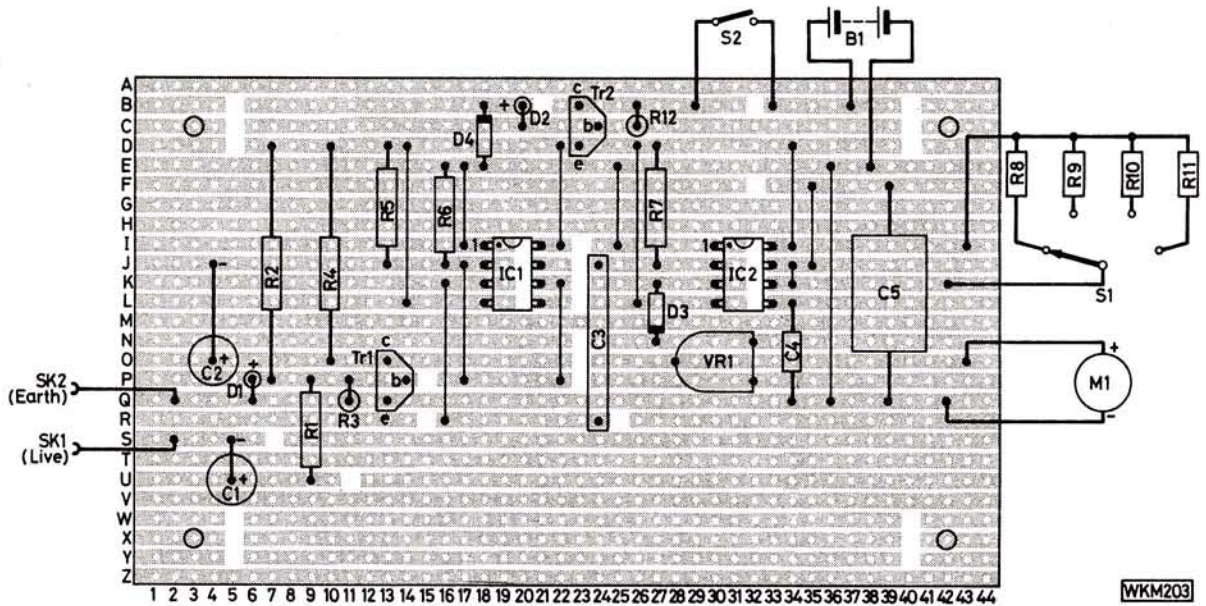 S2
B1
A
B
C
D
E
F
G
H
I
J
K
L
M
N
O
P
Q
R
S
T
U
V
W
X
Y
Z
c
Tr2
b
e
+
D2
D4
R12
R8
R9
R10
R11
S1
R5
R6
R7
R2
R4
1
IC1
1
IC2
C5
-
C2
+
D3
C3
VR1
C4
Tr1
c
b
e
+
D1
R3
R1
+
M1
-
SK2
(Earth)
SK1
(Live)
-
C1
+
1 2 3 4 5 6 7 8 9 10 11 12 13 14 15 16 17 18 19 20 21 22 23 24 25 26 27 28 29 30 31 32 33 34 35 36 37 38 39 40 41 42 43 44
WKM203